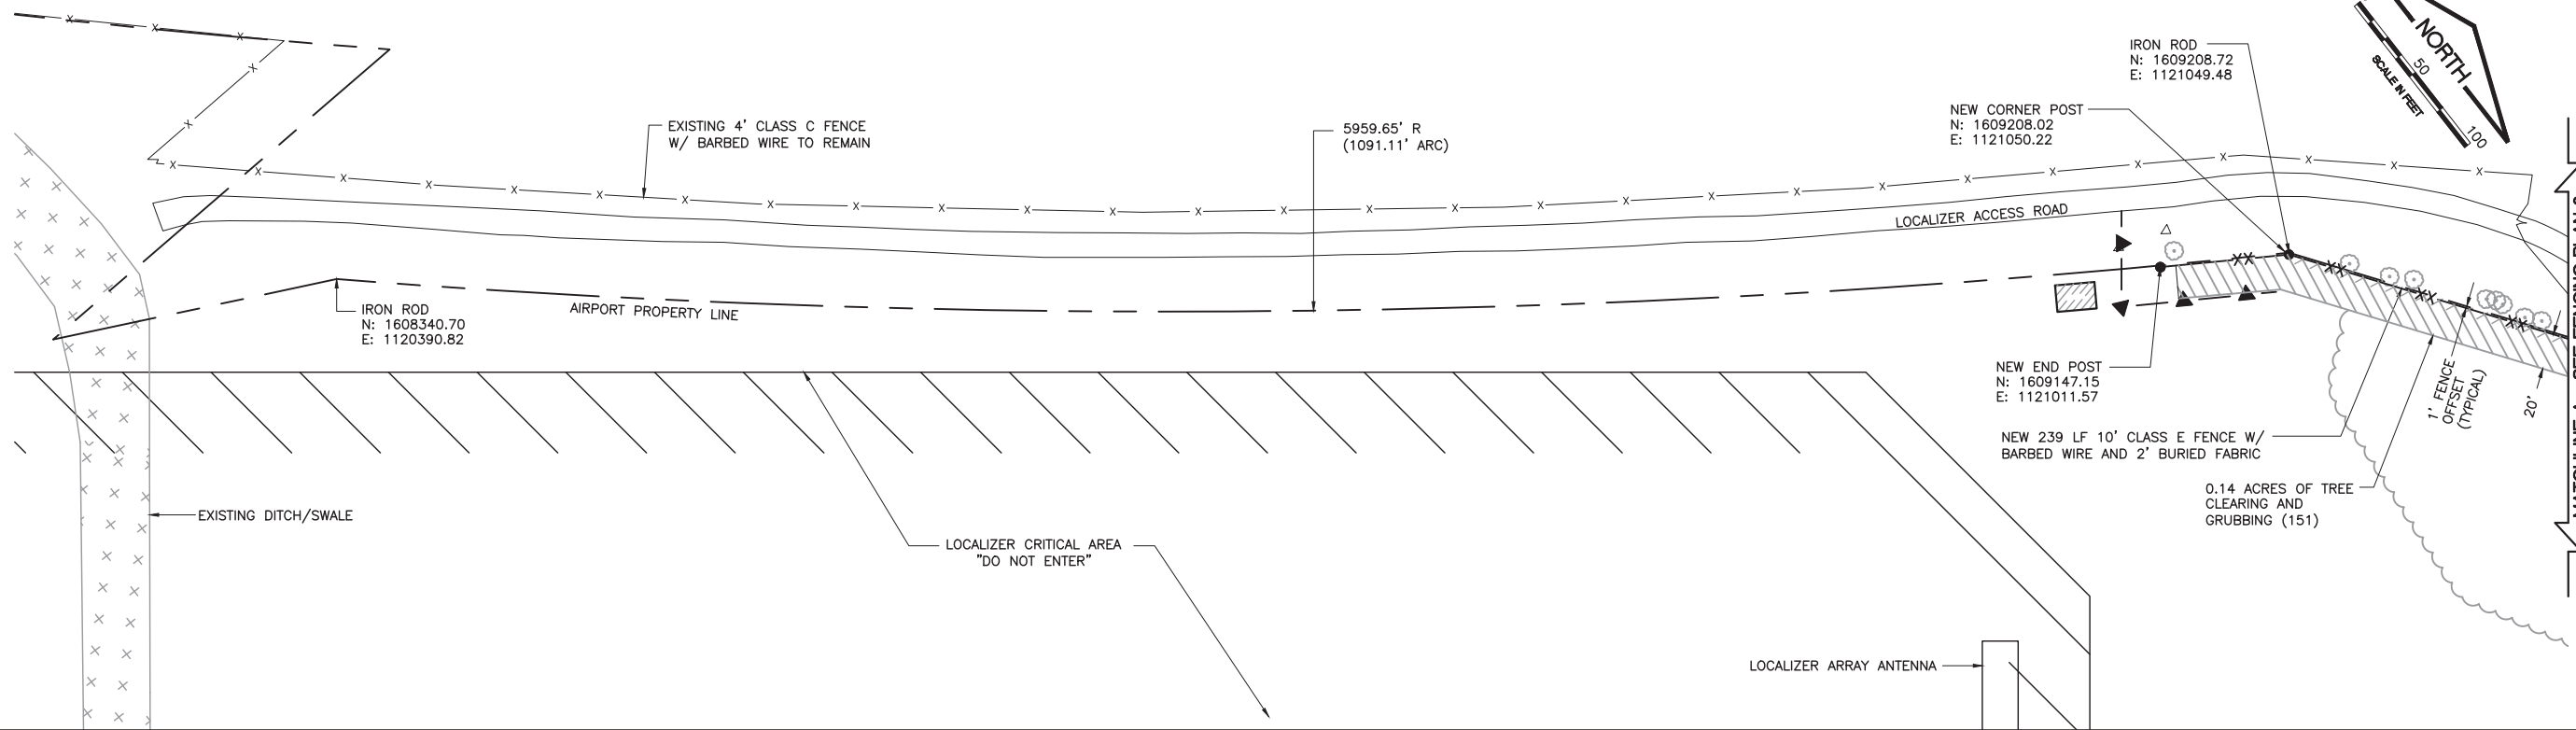 EXISTING 4' CLASS C FENCE
W/ BARBED WIRE TO REMAIN
5959.65' R
(1091.11' ARC)
IRON ROD
N: 1609208.72
E: 1121049.48
NEW CORNER POST
N: 1609208.02
E: 1121050.22
NORTH
50
100
SCALE IN FEET
LOCALIZER ACCESS ROAD
IRON ROD
N: 1608340.70
E: 1120390.82
AIRPORT PROPERTY LINE
NEW END POST
N: 1609147.15
E: 1121011.57
1' FENCE
OFFSET
(TYPICAL)
20'
NEW 239 LF 10' CLASS E FENCE W/
BARBED WIRE AND 2' BURIED FABRIC
0.14 ACRES OF TREE
CLEARING AND
GRUBBING (151)
EXISTING DITCH/SWALE
LOCALIZER CRITICAL AREA
"DO NOT ENTER"
LOCALIZER ARRAY ANTENNA